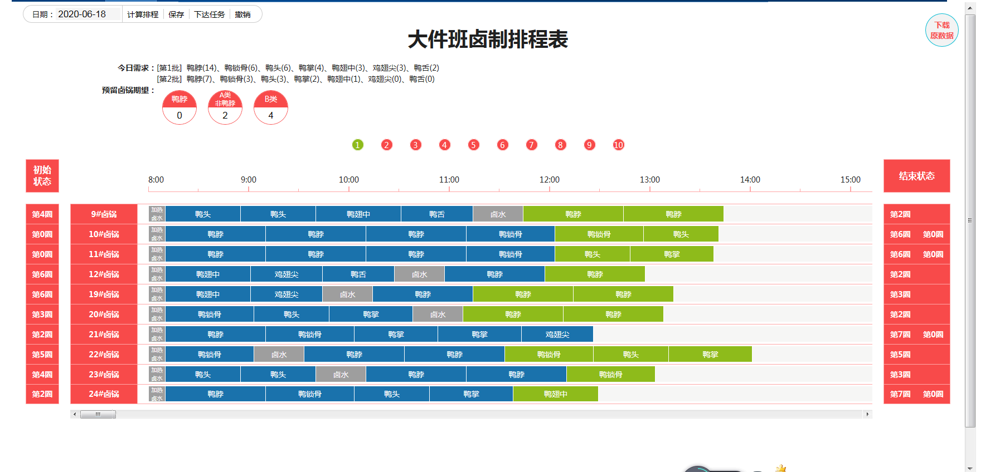 日期： 2020-06-18 计算排程 保存 下达任务 撤销
下载
原数据
大件班卤制排程表
今日需求：[第1批] 鸭脖(14)、鸭锁骨(6)、鸭头(6)、鸭掌(4)、鸭翅中(3)、鸡翅尖(3)、鸭舌(2)
[第2批] 鸭脖(7)、鸭锁骨(3)、鸭头(3)、鸭掌(2)、鸭翅中(1)、鸡翅尖(0)、鸭舌(0)
预留卤锅期望：
鸭脖 0
A类 非鸭脖 2
B类 4
1 2 3 4 5 6 7 8 9 10
初始
状态
8:00 9:00 10:00 11:00 12:00 13:00 14:00 15:00
结束状态
第4圈 9#卤锅 加热卤水 鸭头 鸭头 鸭翅中 鸭舌 卤水 鸭脖 鸭脖 第2圈
第0圈 10#卤锅 加热卤水 鸭脖 鸭脖 鸭脖 鸭锁骨 鸭锁骨 鸭头 第6圈 第0圈
第0圈 11#卤锅 加热卤水 鸭脖 鸭脖 鸭脖 鸭锁骨 鸭头 鸭掌 第6圈 第0圈
第6圈 12#卤锅 加热卤水 鸭翅中 鸡翅尖 鸭舌 卤水 鸭脖 鸭脖 第2圈
第6圈 19#卤锅 加热卤水 鸭翅中 鸡翅尖 卤水 鸭脖 鸭脖 鸭脖 第3圈
第3圈 20#卤锅 加热卤水 鸭锁骨 鸭头 鸭掌 卤水 鸭脖 鸭脖 第2圈
第2圈 21#卤锅 加热卤水 鸭脖 鸭锁骨 鸭掌 鸭掌 鸡翅尖 第7圈 第0圈
第5圈 22#卤锅 加热卤水 鸭锁骨 卤水 鸭脖 鸭脖 鸭锁骨 鸭头 鸭掌 第5圈
第4圈 23#卤锅 加热卤水 鸭头 鸭头 卤水 鸭脖 鸭脖 鸭锁骨 第3圈
第2圈 24#卤锅 加热卤水 鸭脖 鸭锁骨 鸭头 鸭掌 鸭翅中 第7圈 第0圈